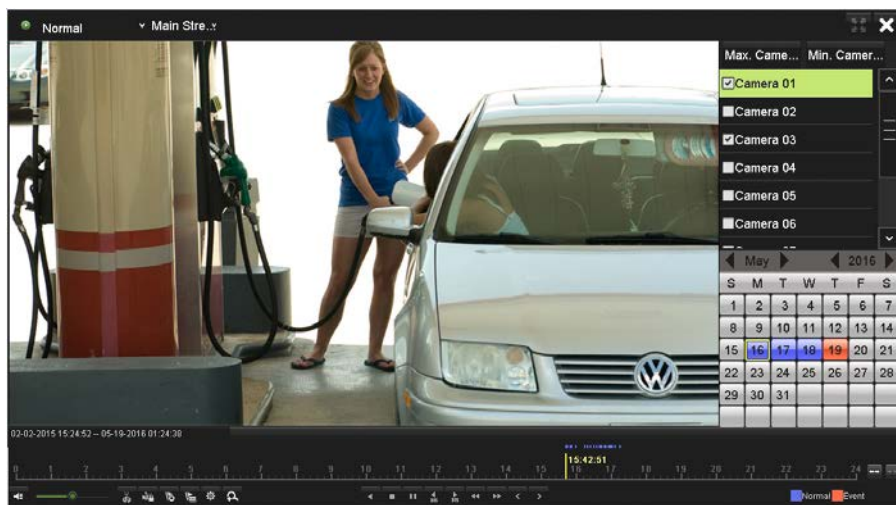 Normal Main Stre..
Max. Came... Min. Camer...
Camera 01
Camera 02
Camera 03
Camera 04
Camera 05
Camera 06
May 2016
S M T W T F S
1 2 3 4 5 6 7
8 9 10 11 12 13 14
15 16 17 18 19 20 21
22 23 24 25 26 27 28
29 30 31
02-02-2015 15:24:52 -- 05-19-2016 01:24:38
15:42:51
0 1 2 3 4 5 6 7 8 9 10 11 12 13 14 15 16 17 18 19 20 21 22 23 24
Normal Event